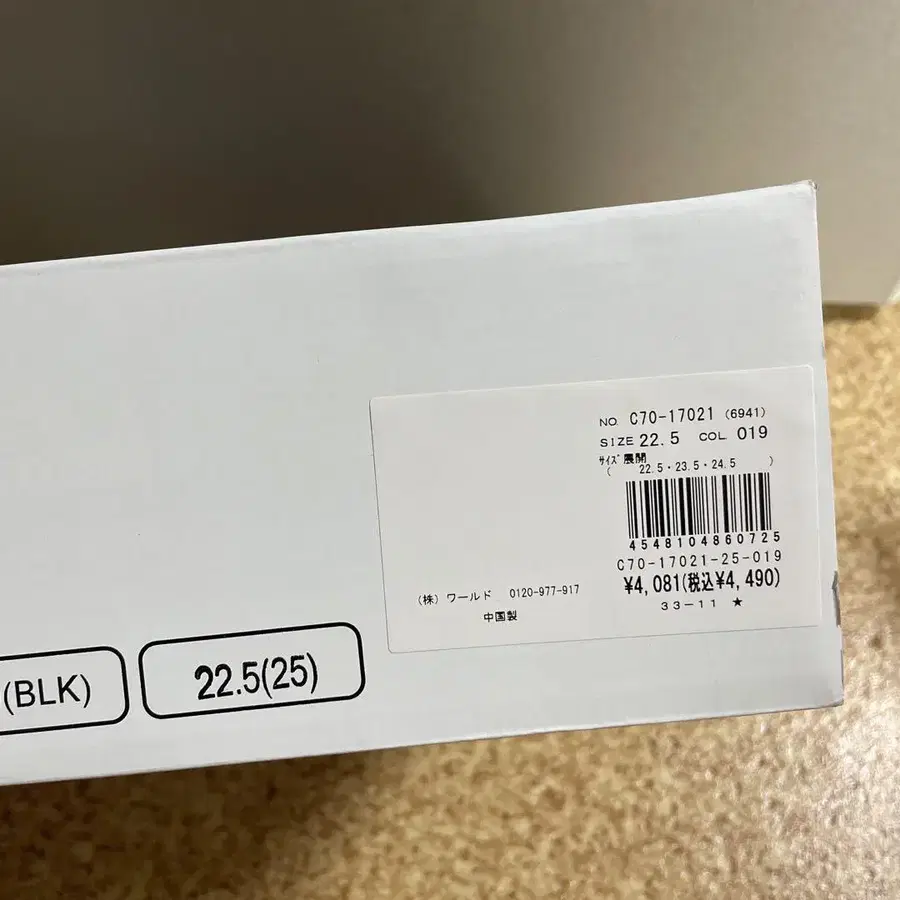 NO. C70-17021 (6941)
SIZE 22.5 COL. 019
ｻｲｽﾞ展開
( 22.5・23.5・24.5 )
4548104860725
C70-17021-25-019
¥4,081(税込¥4,490)
33-11 ★
(株) ワールド 0120-977-917
中国製
(BLK)
22.5(25)